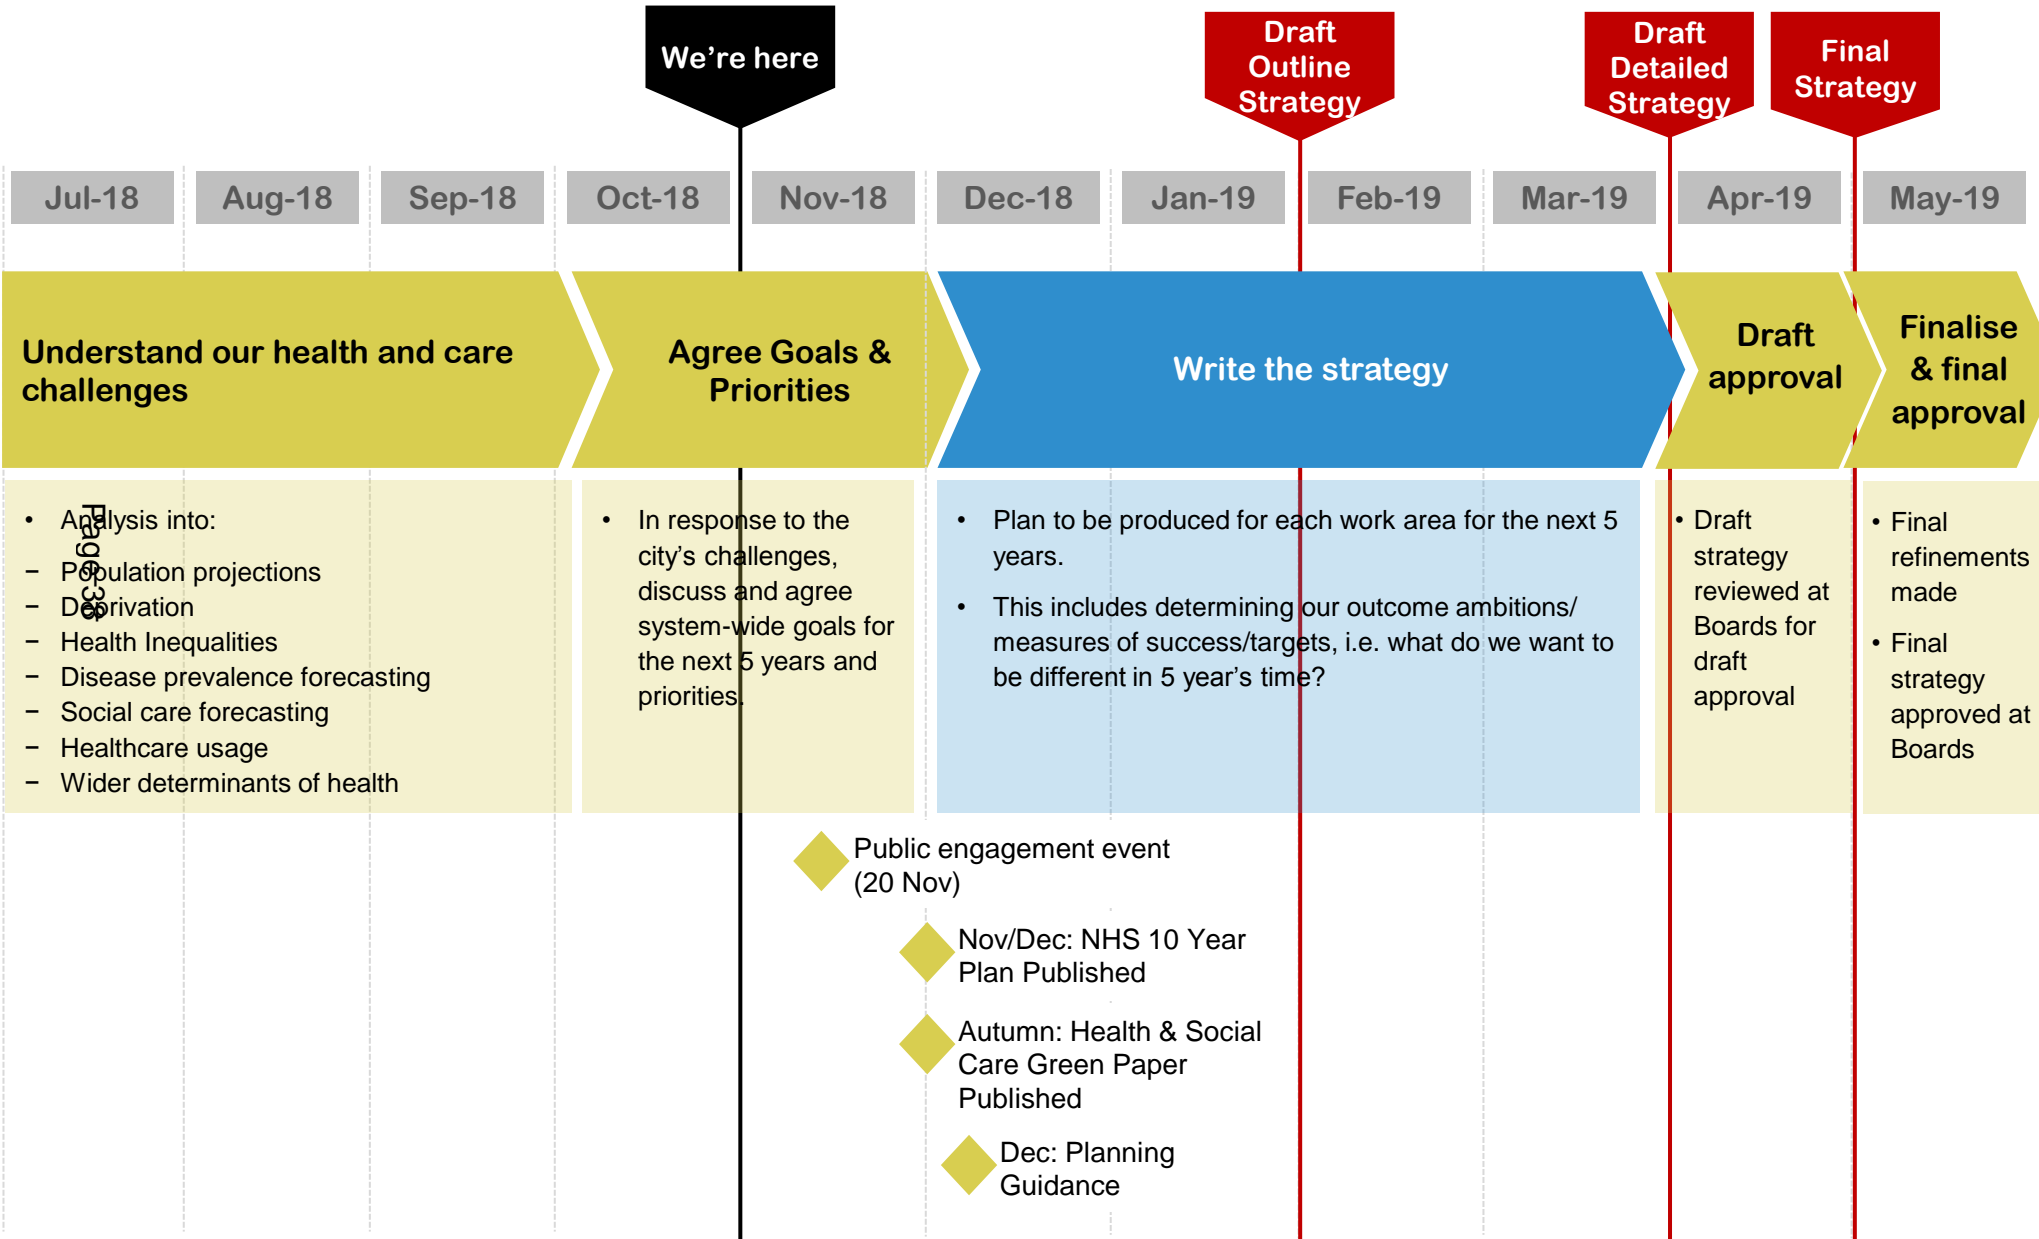 We're here
Draft
Outline
Strategy
Draft
Detailed
Strategy
Final
Strategy
Jul-18
Aug-18
Sep-18
Oct-18
Nov-18
Dec-18
Jan-19
Feb-19
Mar-19
Apr-19
May-19
Understand our health and care
challenges
Agree Goals &
Priorities
Write the strategy
Draft
approval
Finalise
& final
approval
• Analysis into:
− Population projections
− Deprivation
− Health Inequalities
− Disease prevalence forecasting
− Social care forecasting
− Healthcare usage
− Wider determinants of health
• In response to the
city's challenges,
discuss and agree
system-wide goals for
the next 5 years and
priorities.
• Plan to be produced for each work area for the next 5
years.
• This includes determining our outcome ambitions/
measures of success/targets, i.e. what do we want to
be different in 5 year's time?
• Draft
strategy
reviewed at
Boards for
draft
approval
• Final
refinements
made
• Final
strategy
approved at
Boards
Public engagement event
(20 Nov)
Nov/Dec: NHS 10 Year
Plan Published
Autumn: Health & Social
Care Green Paper
Published
Dec: Planning
Guidance